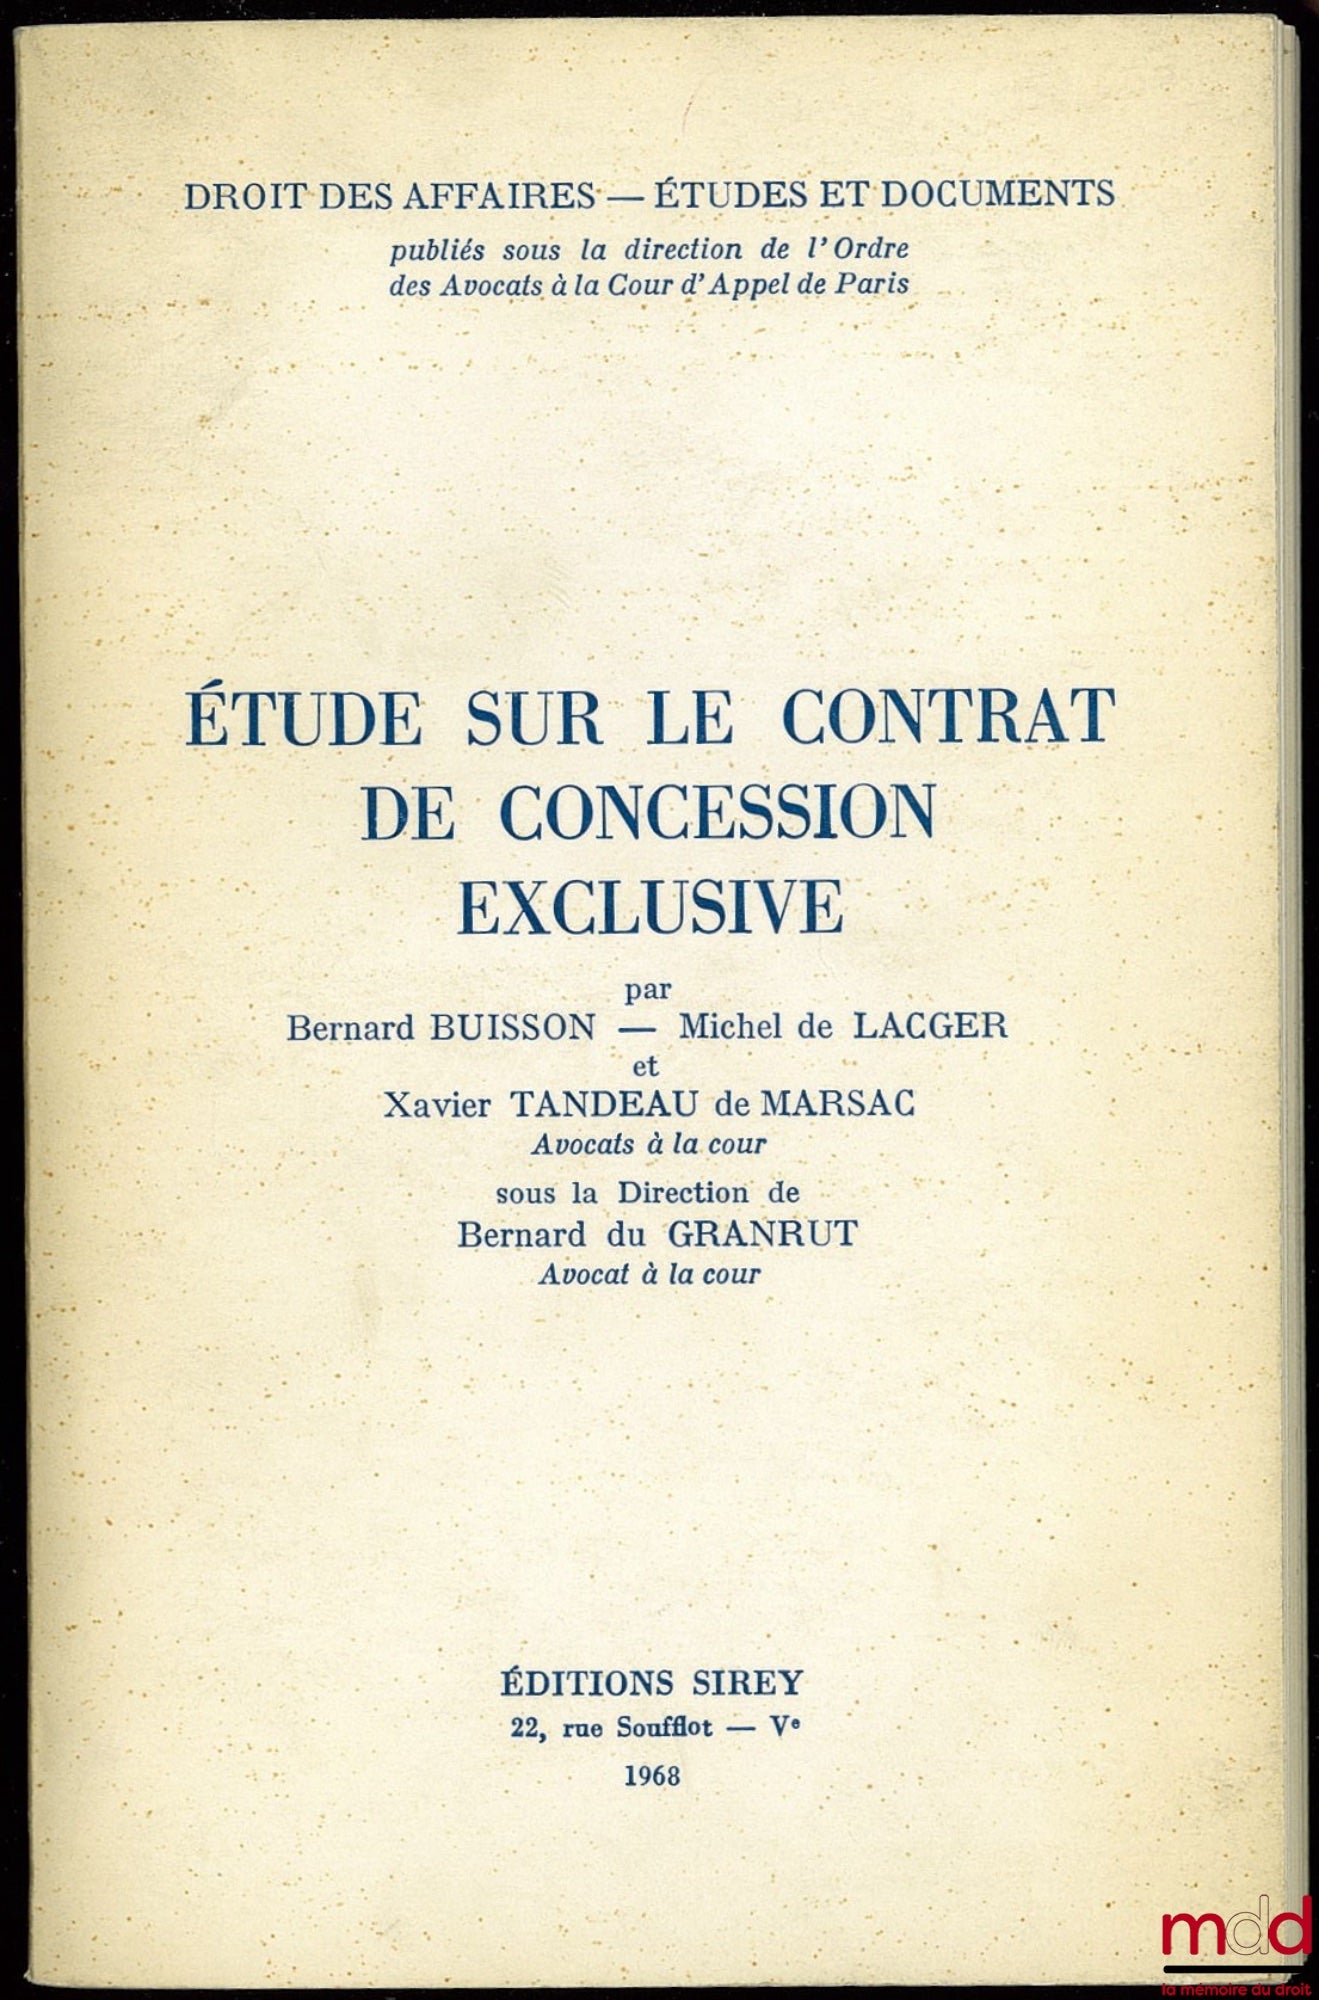 DROIT DES AFFAIRES — ÉTUDES ET DOCUMENTS
publiés sous la direction de l'Ordre
des Avocats à la Cour d'Appel de Paris
ÉTUDE SUR LE CONTRAT
DE CONCESSION
EXCLUSIVE
par
Bernard BUISSON — Michel de LACGER
et
Xavier TANDEAU de MARSAC
Avocats à la cour
sous la Direction de
Bernard du GRANRUT
Avocat à la cour
ÉDITIONS SIREY
22, rue Soufflot — Ve
1968
mdd
la mémoire du droit